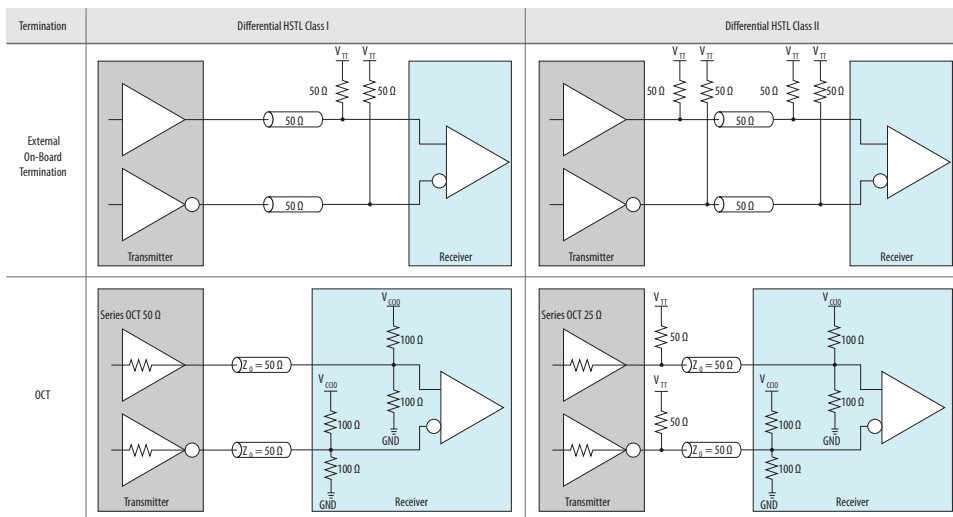 Termination
Differential HSTL Class I
Differential HSTL Class II
External
On-Board
Termination
V TT
V TT
50 Ω
50 Ω
50 Ω
50 Ω
Transmitter
Receiver
V TT
V TT
V TT
V TT
50 Ω
50 Ω
50 Ω
50 Ω
50 Ω
50 Ω
Transmitter
Receiver
OCT
Series OCT 50 Ω
V CCIO
100 Ω
Z 0 = 50 Ω
V CCIO
100 Ω
100 Ω
GND
Z 0 = 50 Ω
100 Ω
GND
Transmitter
Receiver
Series OCT 25 Ω
V TT
V CCIO
50 Ω
100 Ω
Z 0 = 50 Ω
V TT
V CCIO
50 Ω
100 Ω
100 Ω
GND
Z 0 = 50 Ω
100 Ω
GND
Transmitter
Receiver